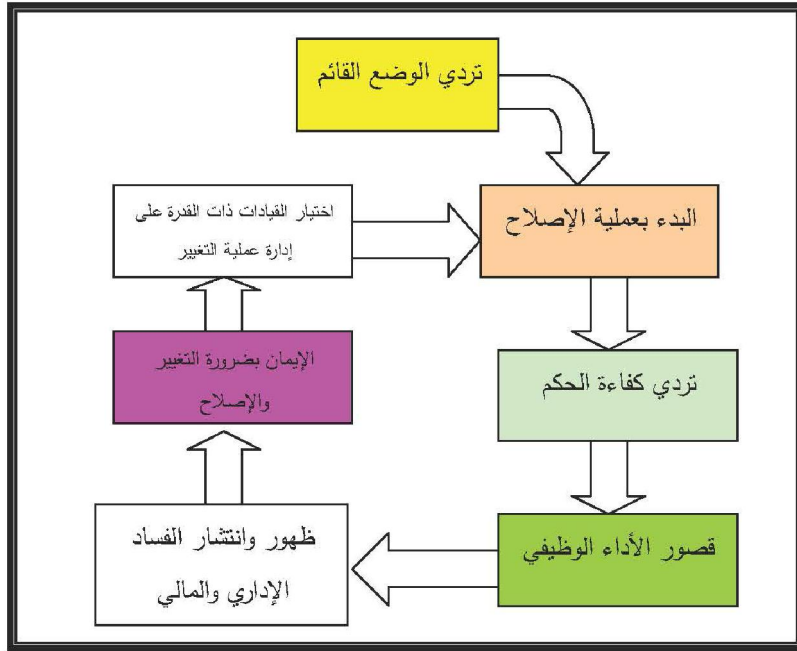 تردي الوضع القائم
البدء بعملية الإصلاح
تردي كفاءة الحكم
قصور الأداء الوظيفي
ظهور وانتشار الفساد
الإداري والمالي
الإيمان بضرورة التغيير
والإصلاح
اختيار القيادات ذات القدرة على
إدارة عملية التغيير